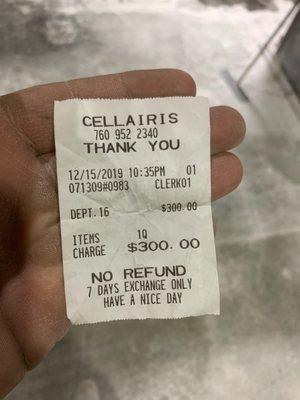 CELLAIRIS
760 952 2340
THANK YOU
12/15/2019 10:35PM 01
071309#0983 CLERK01
DEPT.16 $300.00
ITEMS 1Q
CHARGE $300.00
NO REFUND
7 DAYS EXCHANGE ONLY
HAVE A NICE DAY